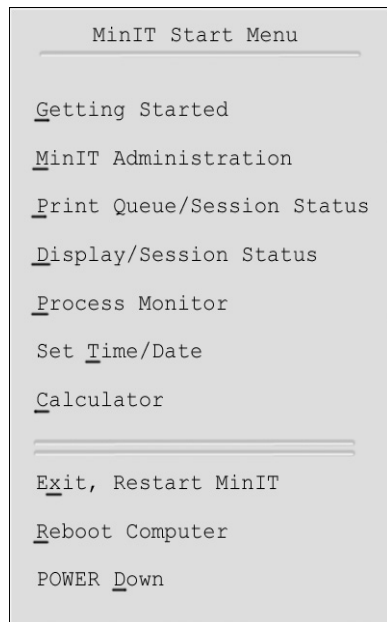 MinIT Start Menu
Getting Started
MinIT Administration
Print Queue/Session Status
Display/Session Status
Process Monitor
Set Time/Date
Calculator
Exit, Restart MinIT
Reboot Computer
POWER Down